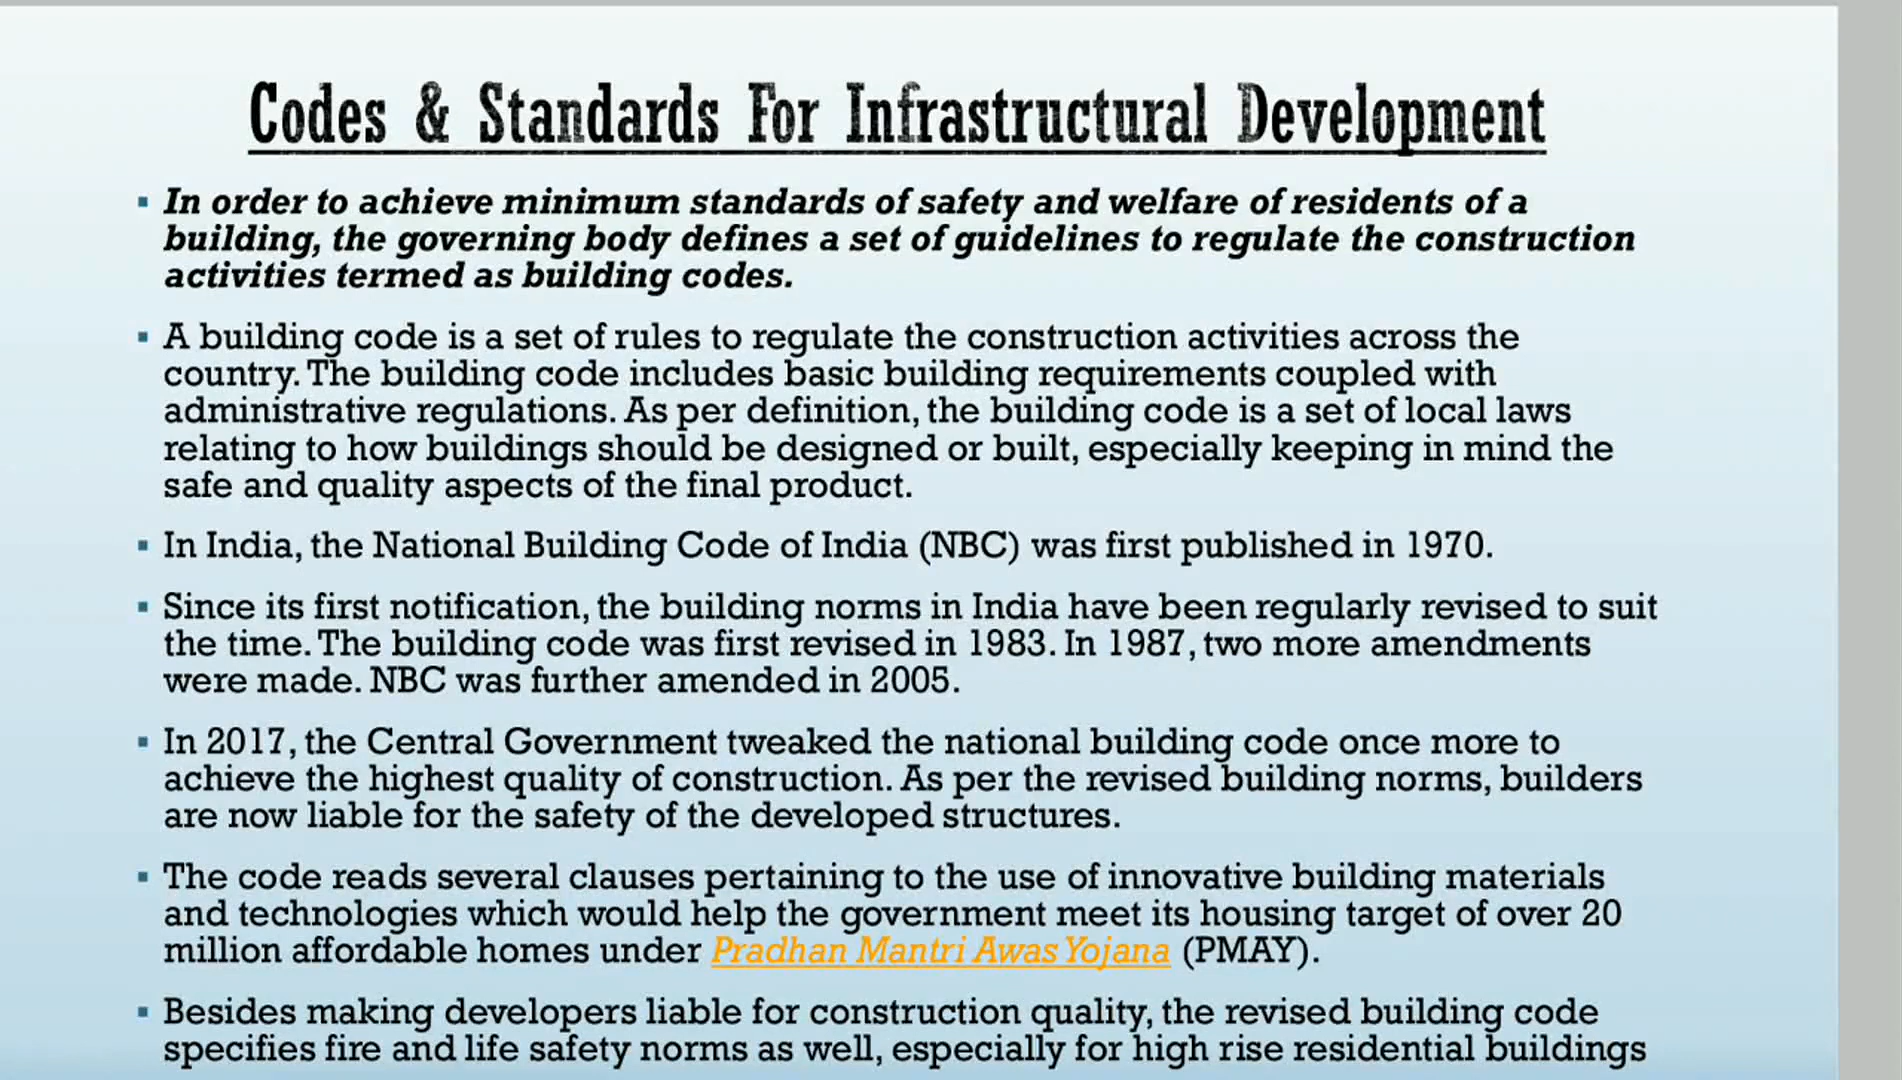 Codes & Standards For Infrastructural Development
▪ In order to achieve minimum standards of safety and welfare of residents of a
building, the governing body defines a set of guidelines to regulate the construction
activities termed as building codes.
▪ A building code is a set of rules to regulate the construction activities across the
country. The building code includes basic building requirements coupled with
administrative regulations. As per definition, the building code is a set of local laws
relating to how buildings should be designed or built, especially keeping in mind the
safe and quality aspects of the final product.
▪ In India, the National Building Code of India (NBC) was first published in 1970.
▪ Since its first notification, the building norms in India have been regularly revised to suit
the time. The building code was first revised in 1983. In 1987, two more amendments
were made. NBC was further amended in 2005.
▪ In 2017, the Central Government tweaked the national building code once more to
achieve the highest quality of construction. As per the revised building norms, builders
are now liable for the safety of the developed structures.
▪ The code reads several clauses pertaining to the use of innovative building materials
and technologies which would help the government meet its housing target of over 20
million affordable homes under Pradhan Mantri Awas Yojana (PMAY).
▪ Besides making developers liable for construction quality, the revised building code
specifies fire and life safety norms as well, especially for high rise residential buildings